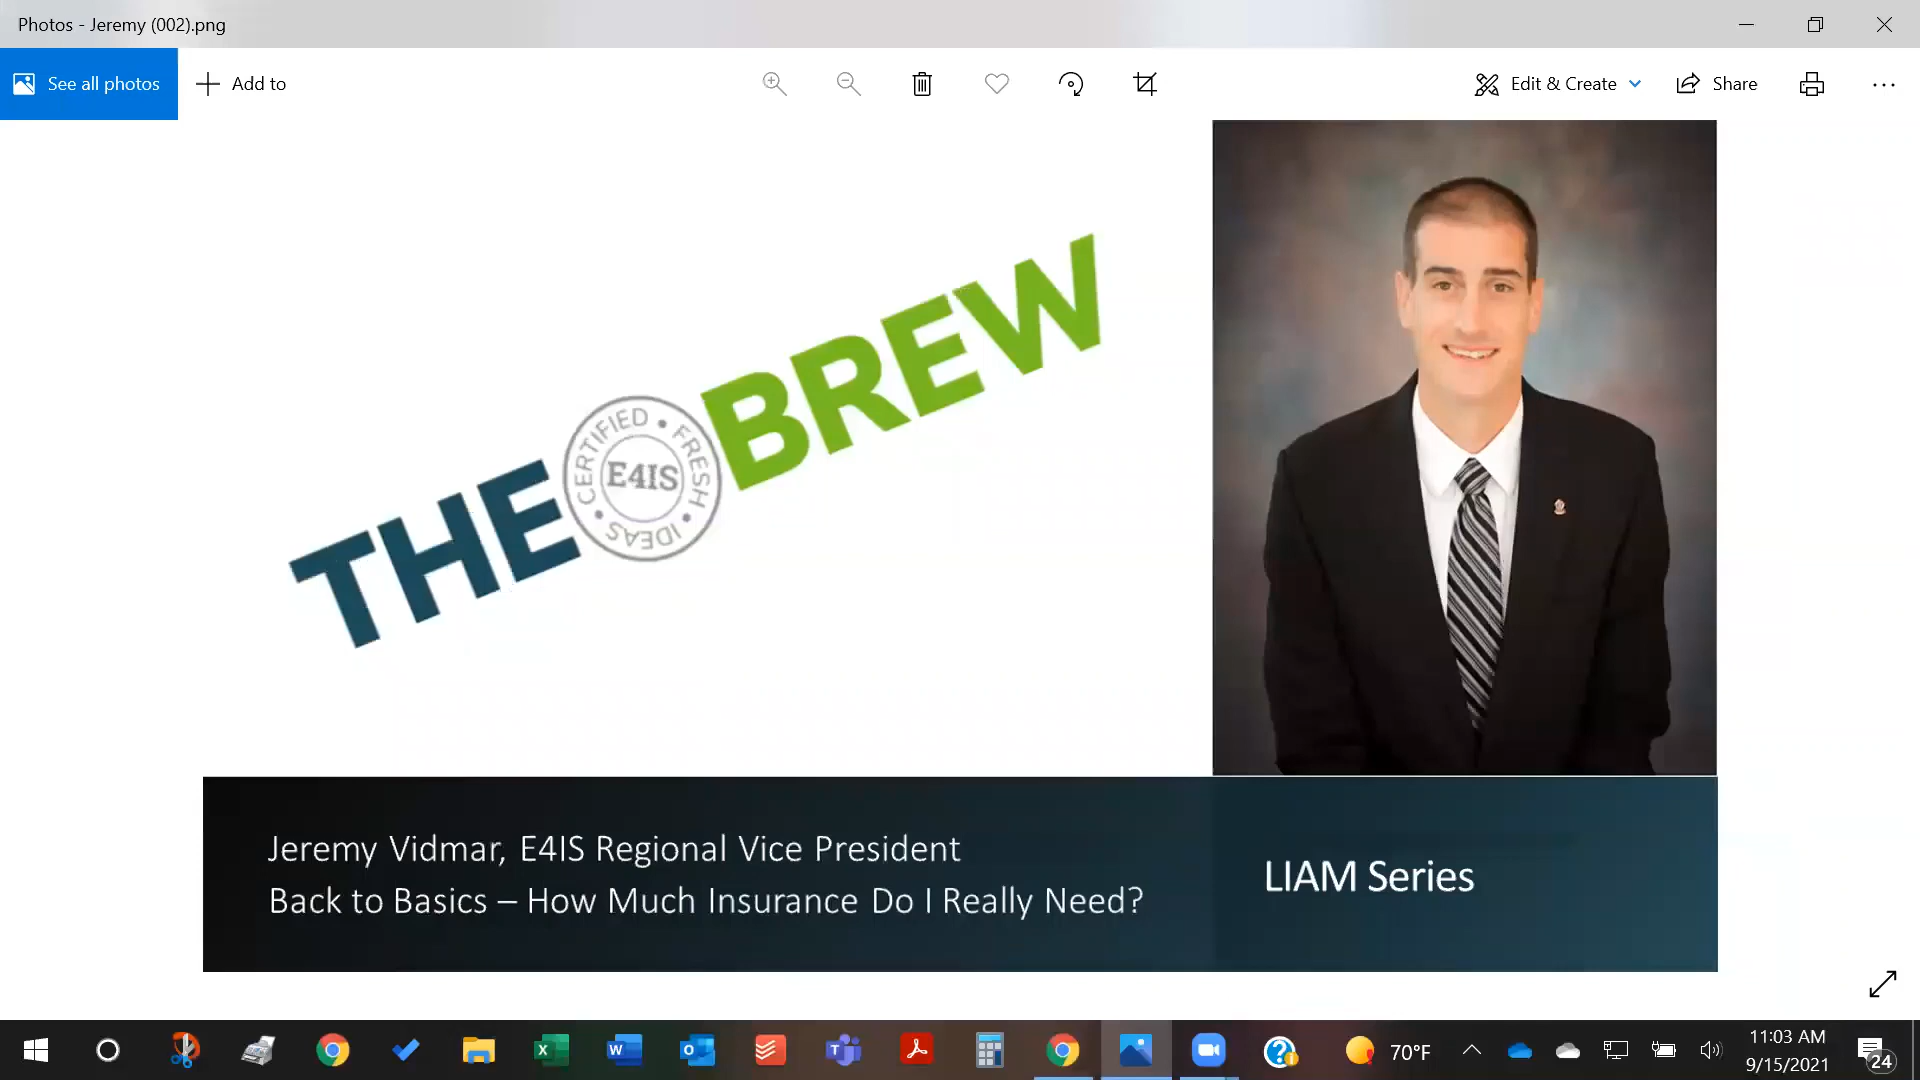 Photos - Jeremy (002).png
See all photos
Add to
Edit & Create
Share
THE BREW
CERTIFIED • FRESH • IDEAS •
E4IS
Jeremy Vidmar, E4IS Regional Vice President
Back to Basics – How Much Insurance Do I Really Need?
LIAM Series
70°F
11:03 AM
9/15/2021
24